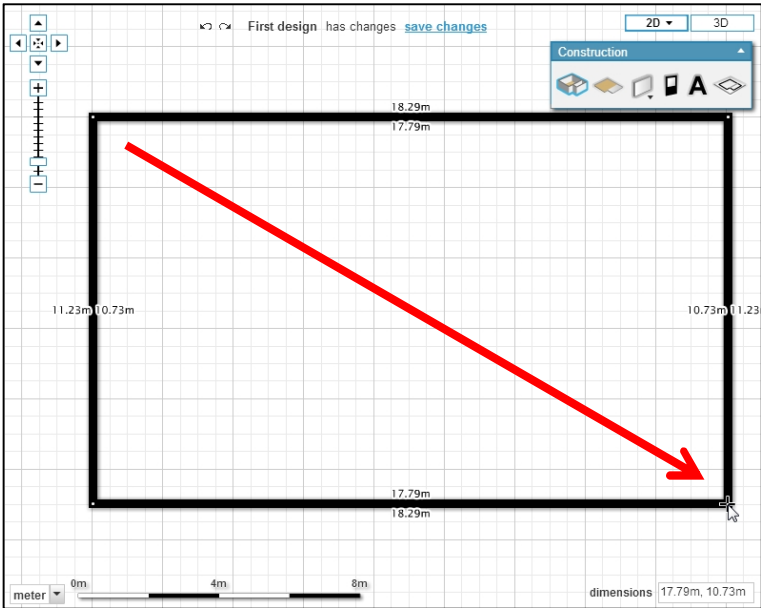 First design has changes save changes
2D 3D
Construction
A
18.29m
17.79m
11.23m 10.73m
10.73m 11.23
17.79m
18.29m
0m 4m 8m
meter
dimensions 17.79m, 10.73m